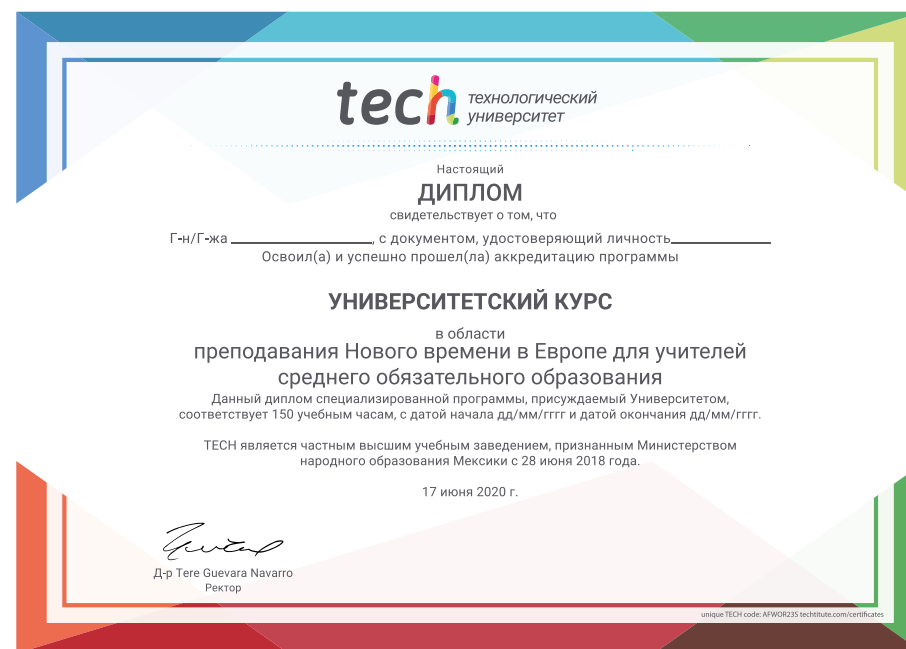 tech технологический
университет
Настоящий
ДИПЛОМ
свидетельствует о том, что
Г-н/Г-жа ________________, с документом, удостоверяющий личность____________
Освоил(а) и успешно прошел(ла) аккредитацию программы
УНИВЕРСИТЕТСКИЙ КУРС
в области
преподавания Нового времени в Европе для учителей
среднего обязательного образования
Данный диплом специализированной программы, присуждаемый Университетом,
соответствует 150 учебным часам, с датой начала дд/мм/гггг и датой окончания дд/мм/гггг.
TECH является частным высшим учебным заведением, признанным Министерством
народного образования Мексики с 28 июня 2018 года.
17 июня 2020 г.
Д-р Tere Guevara Navarro
Ректор
unique TECH code: AFWOR23S techtitute.com/certificates